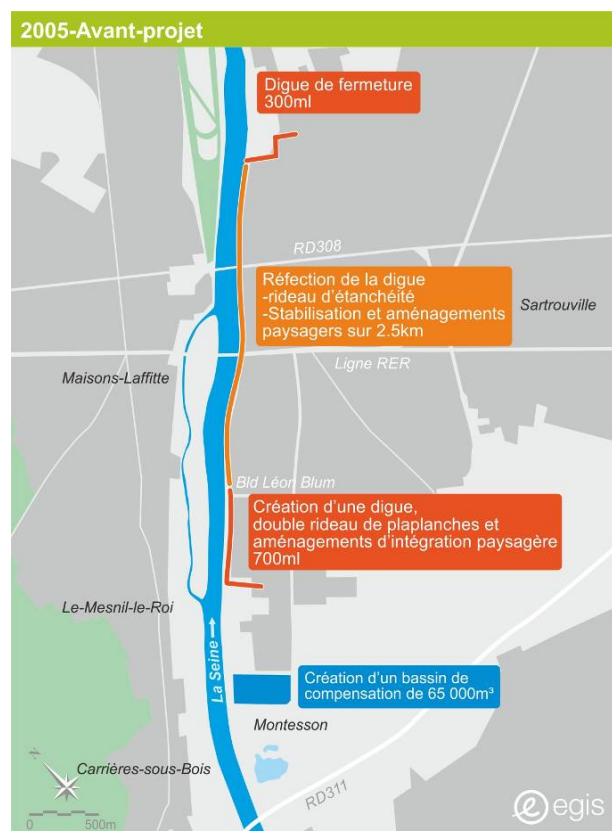 2005-Avant-projet
Digue de fermeture
300ml
RD308
Réfection de la digue
-rideau d'étanchéité
-Stabilisation et aménagements
paysagers sur 2.5km
Sartrouville
Ligne RER
Maisons-Laffitte
Bld Léon Blum
Création d'une digue,
double rideau de plaplanches et
aménagements d'intégration paysagère
700ml
Le-Mesnil-le-Roi
La Seine
Création d'un bassin de
compensation de 65 000m³
Montesson
Carrières-sous-Bois
RD311
0 500m
egis